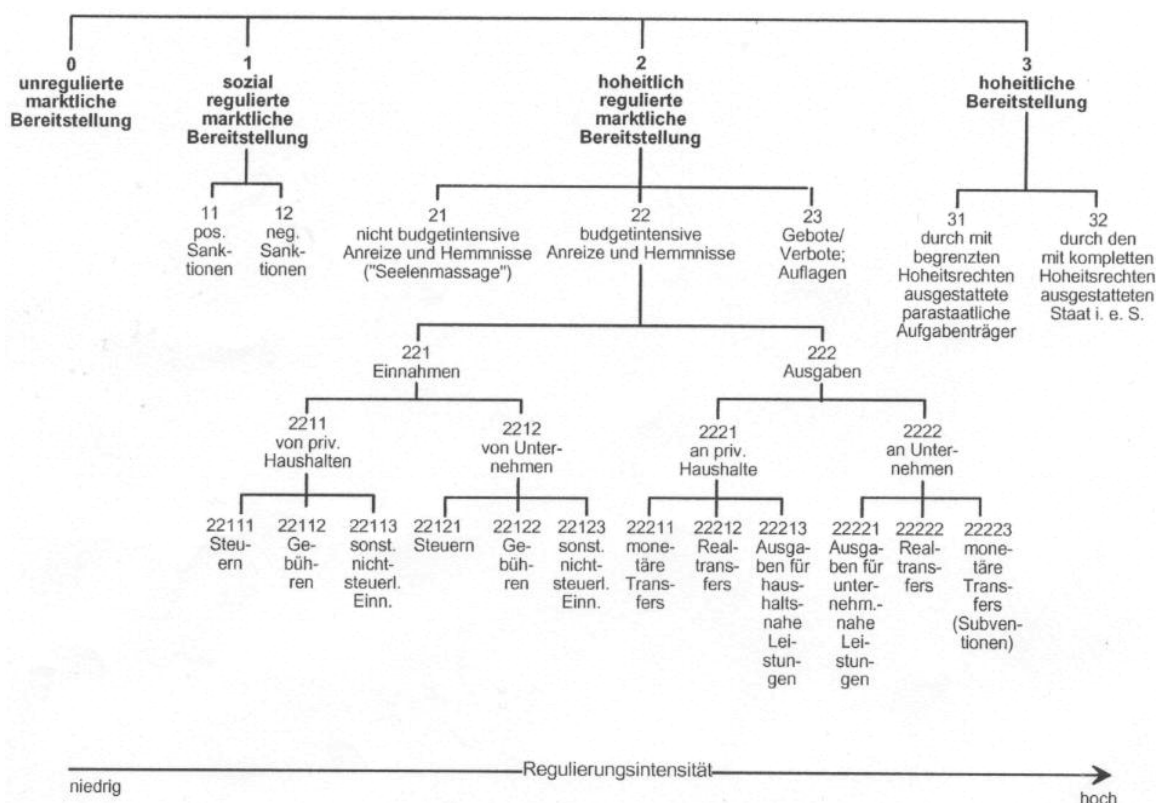 0
unregulierte
marktliche
Bereitstellung
1
sozial
regulierte
marktliche
Bereitstellung
2
hoheitlich
regulierte
marktliche
Bereitstellung
3
hoheitliche
Bereitstellung
11
pos.
Sank-
tionen
12
neg.
Sank-
tionen
21
nicht budgetintensive
Anreize und Hemmnisse
("Seelenmassage")
22
budgetintensive
Anreize und Hemmnisse
23
Gebote/
Verbote;
Auflagen
31
durch mit
begrenzten
Hoheitsrechten
ausgestattete
parastaatliche
Aufgabenträger
32
durch den
mit kompletten
Hoheitsrechten
ausgestatteten
Staat i. e. S.
221
Einnahmen
222
Ausgaben
2211
von priv.
Haushalten
2212
von Unter-
nehmen
2221
an priv.
Haushalte
2222
an Unter-
nehmen
22111
Steu-
ern
22112
Ge-
büh-
ren
22113
sonst.
nicht-
steuerl.
Einn.
22121
Steuern
22122
Ge-
büh-
ren
22123
sonst.
nicht-
steuerl.
Einn.
222211
mone-
täre
Trans-
fers
22212
Real-
trans-
fers
22213
Ausga-
ben für
haus-
halts-
nahe
Lei-
stun-
gen
22221
Ausga-
ben für
unter-
nehm.-
nahe
Lei-
stun-
gen
22222
Real-
trans-
fers
22223
mone-
täre
Trans-
fers
(Subven-
tionen)
Regulierungsintensität
niedrig
hoch